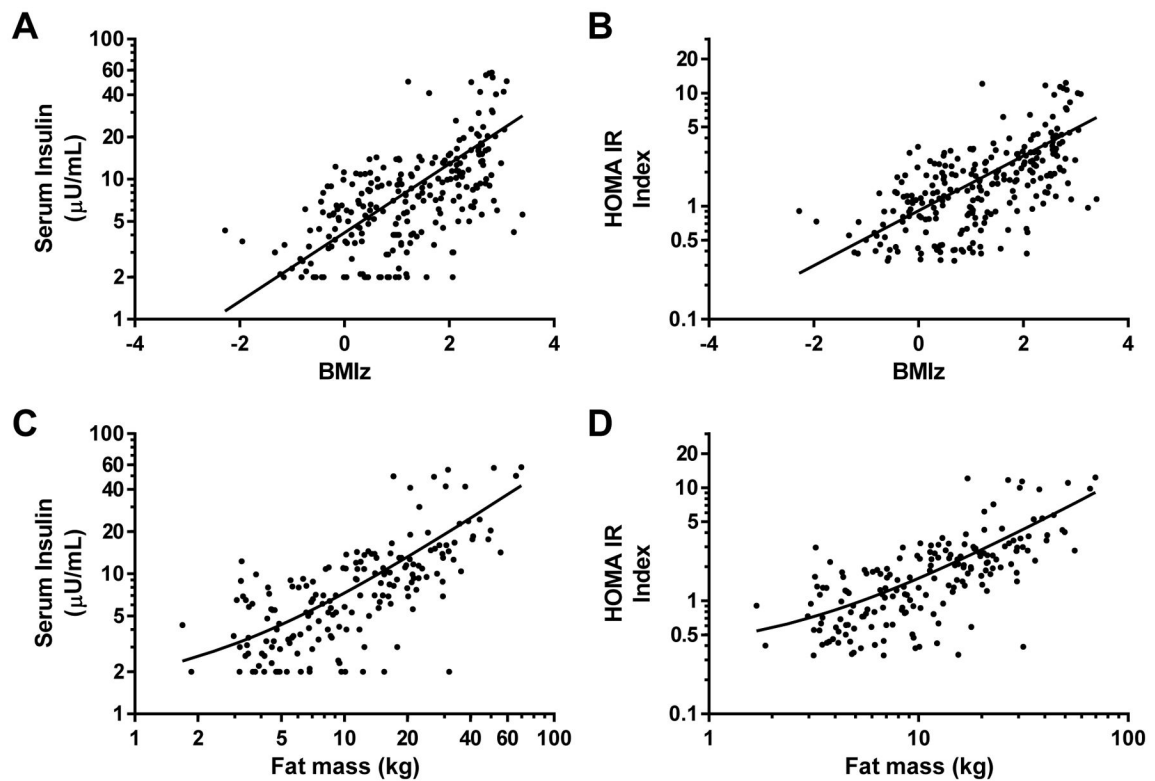 A
Serum Insulin
(μU/mL)
100
60
40
20
10
5
2
1
-4 -2 0 2 4
BMIz
B
HOMA IR
Index
20
10
5
1
0.5
0.1
-4 -2 0 2 4
BMIz
C
Serum Insulin
(μU/mL)
100
60
40
20
10
5
2
1
1 2 5 10 20 40 60 100
Fat mass (kg)
D
HOMA IR
Index
20
10
5
1
0.5
0.1
1 10 100
Fat mass (kg)